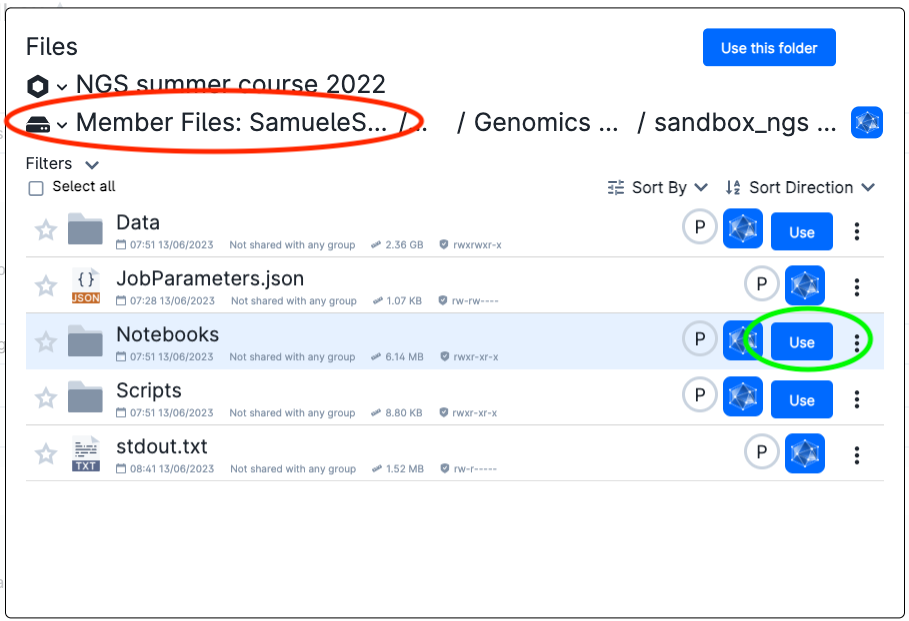 Files
Use this folder
NGS summer course 2022
Member Files: SamueleS... /... / Genomics ... / sandbox_ngs ...
Filters
Select all
Sort By
Sort Direction
Data
P
Use
07:51 13/06/2023 Not shared with any group 2.36 GB rwxrwxr-x
{}
JSON
JobParameters.json
P
07:28 13/06/2023 Not shared with any group 1.07 KB rw-rw----
Notebooks
P
Use
07:51 13/06/2023 Not shared with any group 6.14 MB rwxr-xr-x
Scripts
P
Use
07:51 13/06/2023 Not shared with any group 8.80 KB rwxr-xr-x
TXT
stdout.txt
P
08:41 13/06/2023 Not shared with any group 1.52 MB rw-r-----